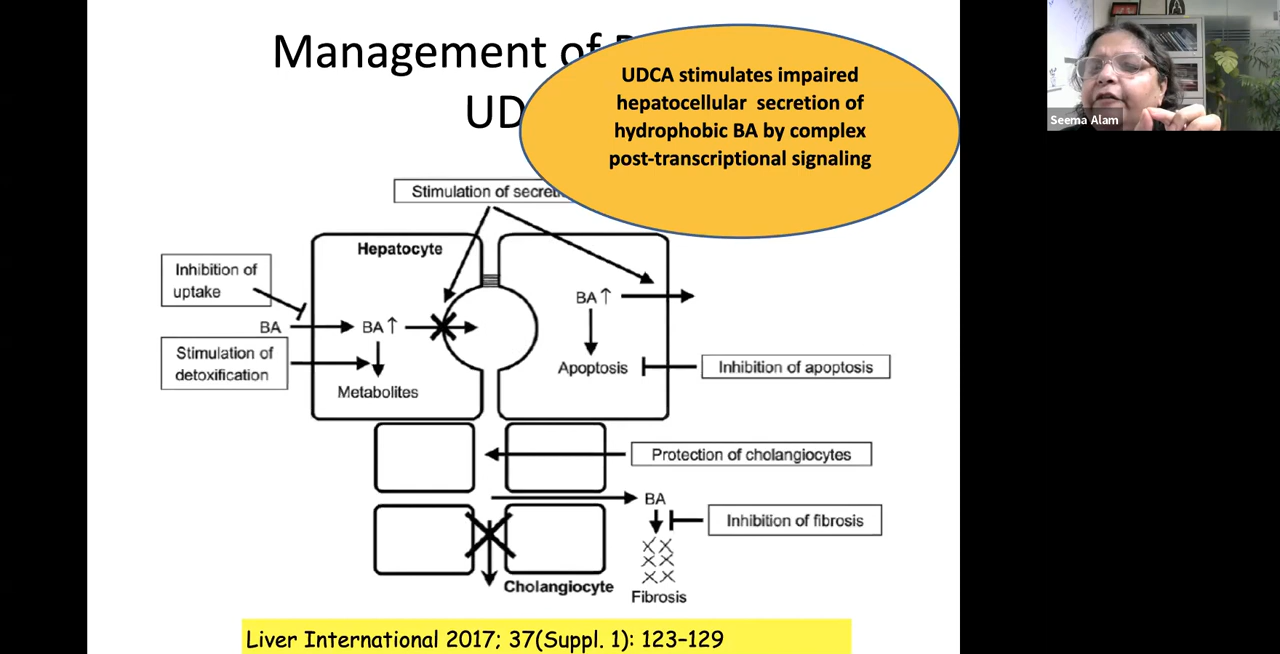 Management of
UD
UDCA stimulates impaired
hepatocellular secretion of
hydrophobic BA by complex
post-transcriptional signaling
Seema Alam
Stimulation of
Hepatocyte
Inhibition of
uptake
BA
BA↑
BA↑
Stimulation of
detoxification
Metabolites
Apoptosis
Inhibition of apoptosis
Protection of cholangiocytes
BA
Inhibition of fibrosis
Cholangiocyte
Fibrosis
Liver International 2017; 37(Suppl. 1): 123–129